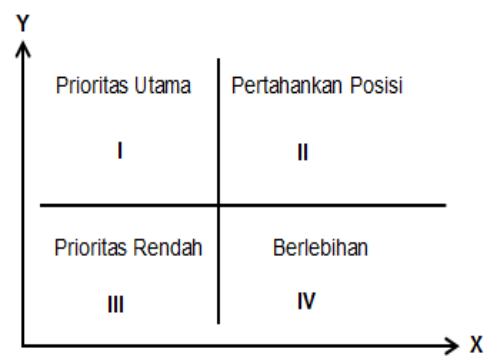 Y
Prioritas Utama
Pertahankan Posisi
I
II
Prioritas Rendah
Berlebihan
III
IV
X